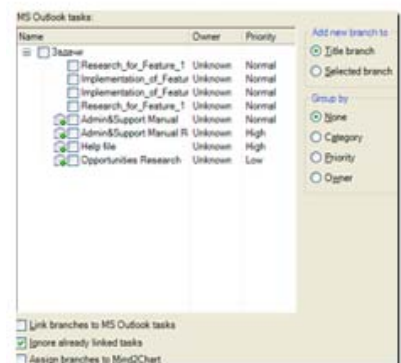 MS Outlook tasks:
Name Owner Priority
Задачи
Research_for_Feature_1 Unknown Normal
Implementation_of_Featur Unknown Normal
Implementation_of_Featur Unknown Normal
Research_for_Feature_1 Unknown Normal
Admin&Support Manual Unknown Normal
Admin&Support Manual R Unknown High
Help file Unknown High
Opportunities Research Unknown Low
Add new branch to
Title branch
Selected branch
Group by
None
Category
Priority
Owner
Link branches to MS Outlook tasks
Ignore already linked tasks
Assign branches to Mind2Chart